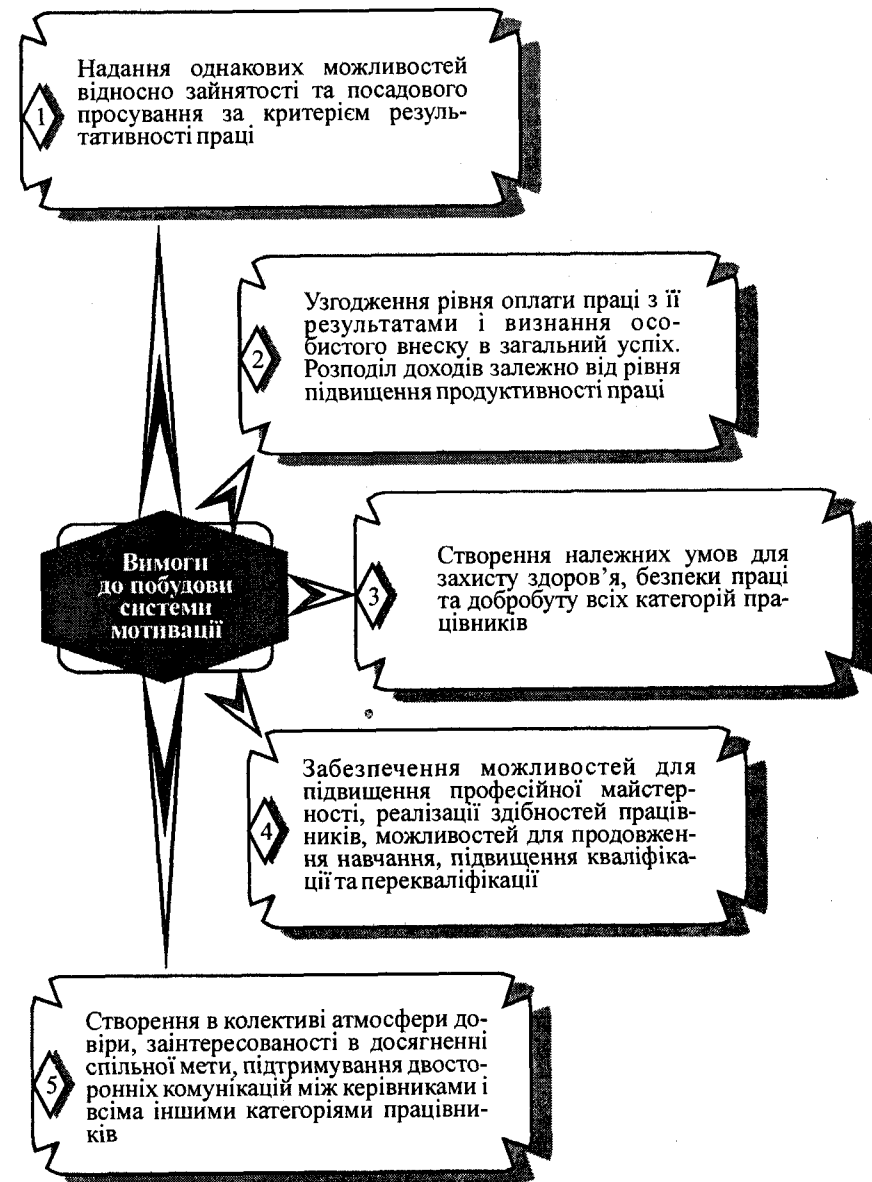 Надання однакових можливостей
відносно зайнятості та посадового
просування за критерієм резуль-
тативності праці
1
Узгодження рівня оплати праці з її
результатами і визнання осо-
бистого внеску в загальний успіх.
Розподіл доходів залежно від рівня
підвищення продуктивності праці
2
Вимоги
до побудови
системи
мотивації
Створення належних умов для
захисту здоров’я, безпеки праці
та добробуту всіх категорій пра-
цівників
3
Забезпечення можливостей для
підвищення професійної майстер-
ності, реалізації здібностей праців-
ників, можливостей для продовжен-
ня навчання, підвищення кваліфіка-
ції та перекваліфікації
4
Створення в колективі атмосфери до-
віри, заінтересованості в досягненні
спільної мети, підтримування двосто-
ронніх комунікацій між керівниками і
всіма іншими категоріями працівни-
ків
5